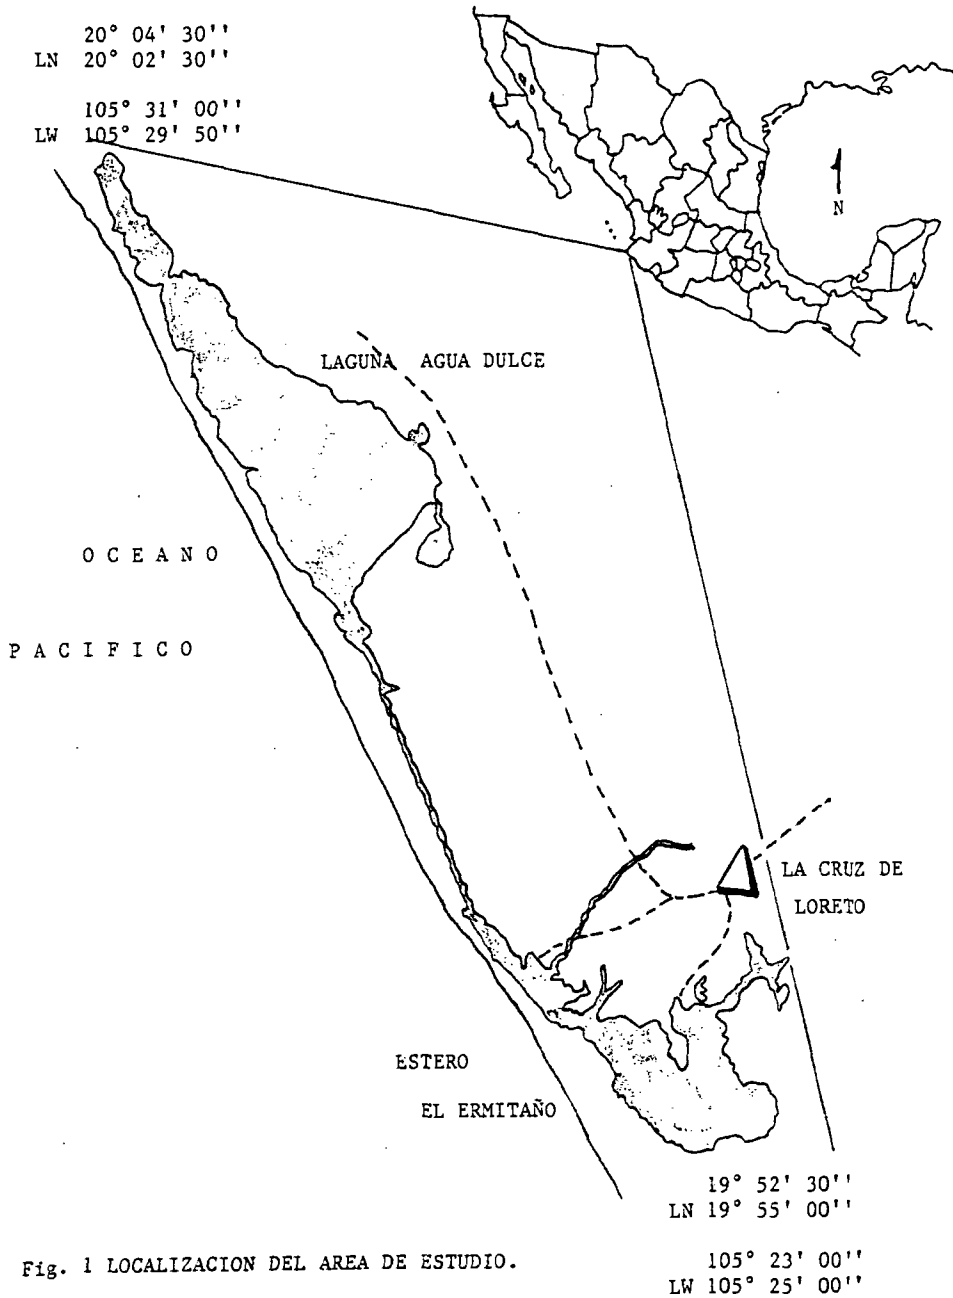 20° 04' 30''
LN 20° 02' 30''
105° 31' 00''
LW 105° 29' 50''
N
LAGUNA AGUA DULCE
OCEANO
PACIFICO
LA CRUZ DE
LORETO
ESTERO
EL ERMITAÑO
19° 52' 30''
LN 19° 55' 00''
105° 23' 00''
LW 105° 25' 00''
Fig. 1 LOCALIZACION DEL AREA DE ESTUDIO.